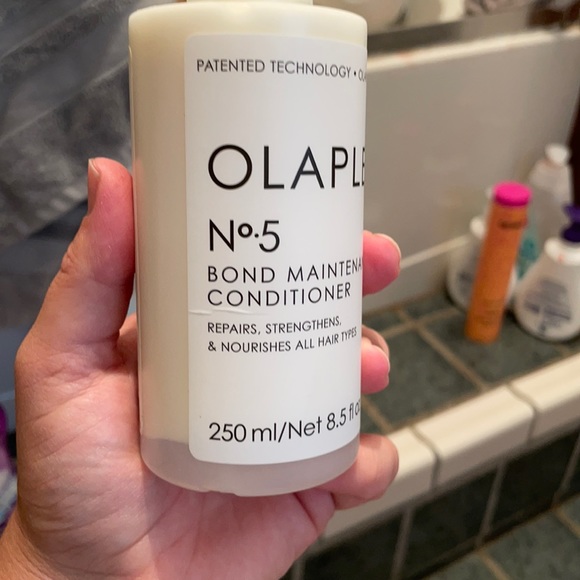 PATENTED TECHNOLOGY •
OLAPLE
Nº.5
BOND MAINTENA
CONDITIONER
REPAIRS, STRENGTHENS,
& NOURISHES ALL HAIR TYPES
250 ml/Net 8.5 fl o